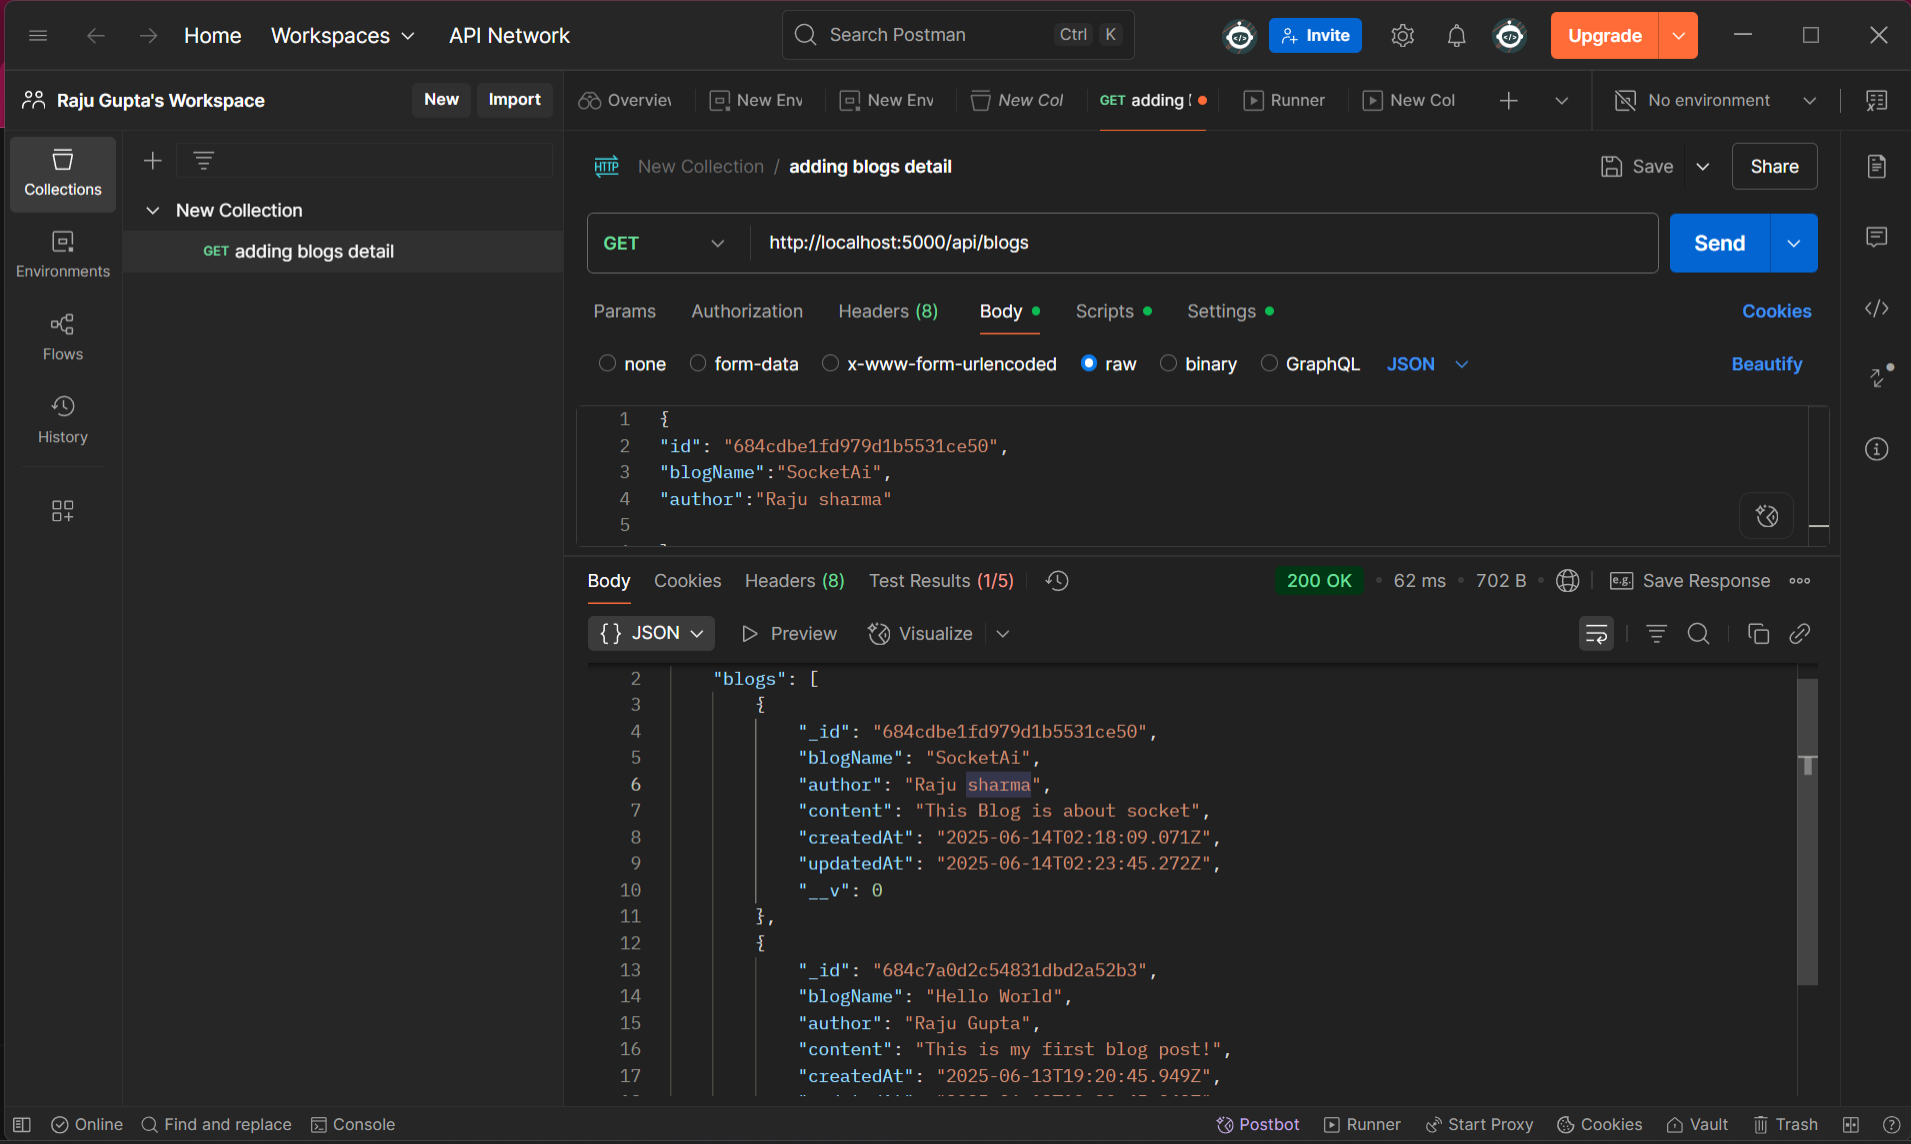 Home Workspaces API Network Search Postman Ctrl K Invite Upgrade
Raju Gupta's Workspace New Import Overview New Env New Env New Col GET adding Runner New Col No environment
Collections
Environments
Flows
History
New Collection
GET adding blogs detail
HTTP New Collection / adding blogs detail Save Share
GET http://localhost:5000/api/blogs Send
Params Authorization Headers (8) Body Scripts Settings Cookies
none form-data x-www-form-urlencoded raw binary GraphQL JSON Beautify
1 {
2 "id": "684cdbe1fd979d1b5531ce50",
3 "blogName":"SocketAi",
4 "author":"Raju sharma"
5
Body Cookies Headers (8) Test Results (1/5) 200 OK • 62 ms • 702 B • e.g. Save Response
{} JSON Preview Visualize
2 "blogs": [
3 {
4 "_id": "684cdbe1fd979d1b5531ce50",
5 "blogName": "SocketAi",
6 "author": "Raju sharma",
7 "content": "This Blog is about socket",
8 "createdAt": "2025-06-14T02:18:09.071Z",
9 "updatedAt": "2025-06-14T02:23:45.272Z",
10 "__v": 0
11 },
12 {
13 "_id": "684c7a0d2c54831dbd2a52b3",
14 "blogName": "Hello World",
15 "author": "Raju Gupta",
16 "content": "This is my first blog post!",
17 "createdAt": "2025-06-13T19:20:45.949Z",
Online Find and replace Console Postbot Runner Start Proxy Cookies Vault Trash